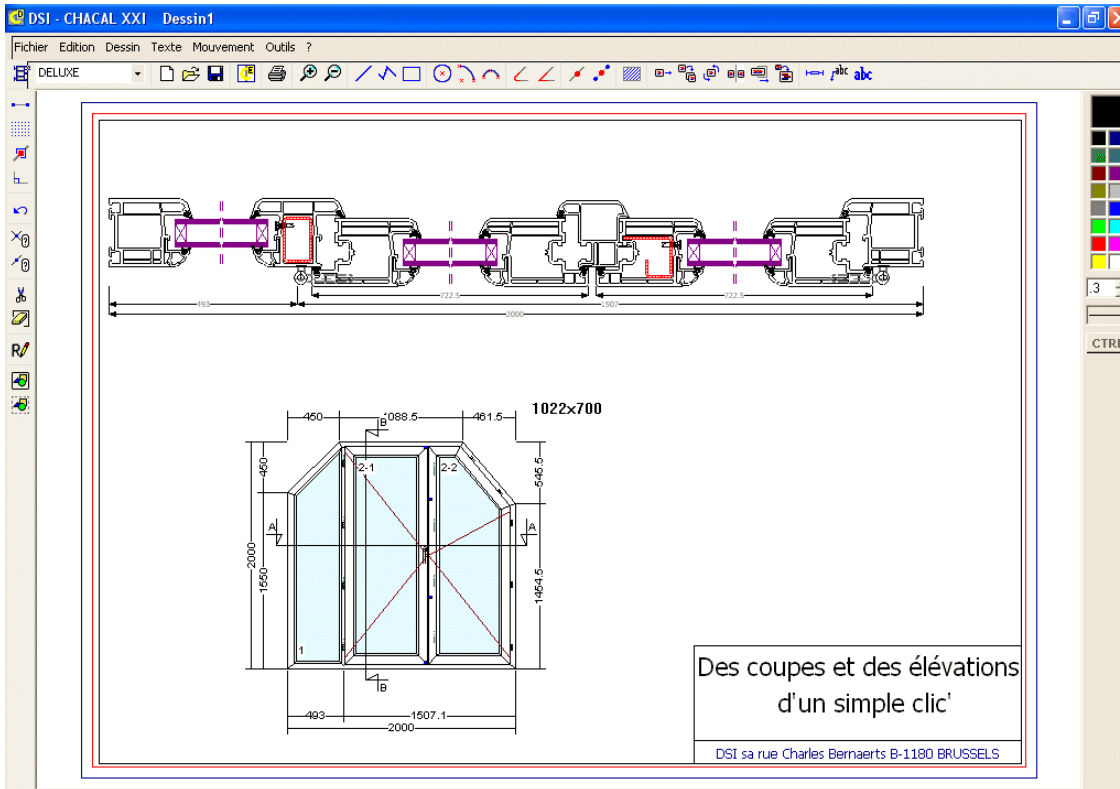 DSI - CHACAL XXI Dessin1
Fichier Edition Dessin Texte Mouvement Outils ?
DELUXE
abc
abc
.3
CTRL
722.5
722.5
493
1507
2000
1022x700
450
1088.5
461.5
B
450
2-1
2-2
545.5
A
A
2000
1550
1454.5
1
B
493
1507.1
2000
Des coupes et des élévations
d'un simple clic'
DSI sa rue Charles Bernaerts B-1180 BRUSSELS